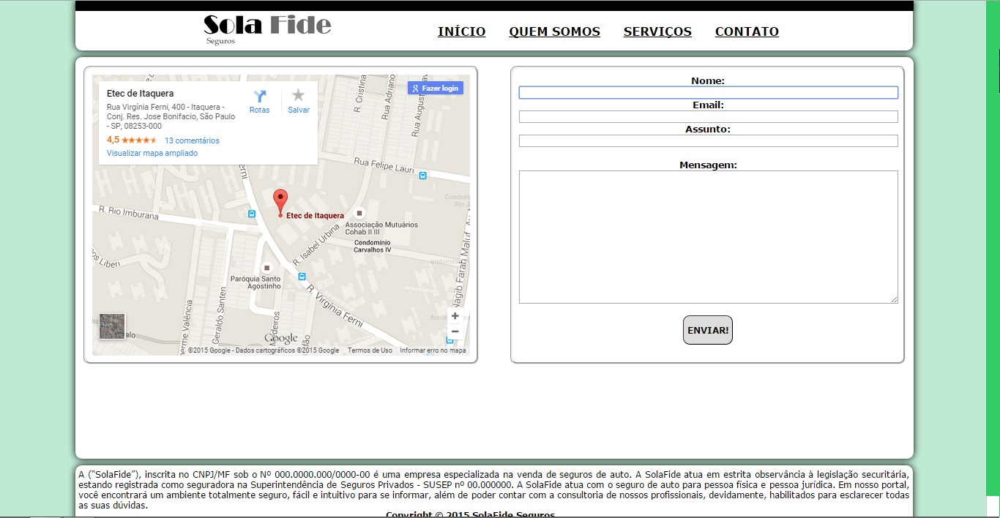 Sola Fide
Seguros
INÍCIO QUEM SOMOS SERVIÇOS CONTATO
Etec de Itaquera
Rua Virgínia Ferni, 400 - Itaquera -
Conj. Res. Jose Bonifacio, São Paulo
- SP, 08253-000
4,5 13 comentários
Visualizar mapa ampliado
Rotas
Salvar
Fazer login
R. Cristina
Rua Adriano
Rua August
Rua Felipe Lauri
Ferni
R. Rio Imburana
Etec de Itaquera
Associação Mutuários
Cohab II III
Condomínio
Carvalhos IV
R. Isabel Urbina
os Liberi
Paróquia Santo
Agostinho
R. Virgínia Ferni
Nagib Farah Maluf
Geraldo Santen
erme Valência
Medeiros
Google
©2015 Google - Dados cartográficos ©2015 Google Termos de Uso Informar erro no mapa
Nome:
Email:
Assunto:
Mensagem:
ENVIAR!
A (“SolaFide”), inscrita no CNPJ/MF sob o Nº 000.0000.000/0000-00 é uma empresa especializada na venda de seguros de auto. A SolaFide atua em estrita observância à legislação securitária,
estando registrada como seguradora na Superintendência de Seguros Privados - SUSEP nº 00.000000. A SolaFide atua com o seguro de auto para pessoa física e pessoa jurídica. Em nosso portal,
você encontrará um ambiente totalmente seguro, fácil e intuitivo para se informar, além de poder contar com a consultoria de nossos profissionais, devidamente, habilitados para esclarecer todas
as suas dúvidas.
Copyright © 2015 SolaFide Seguros